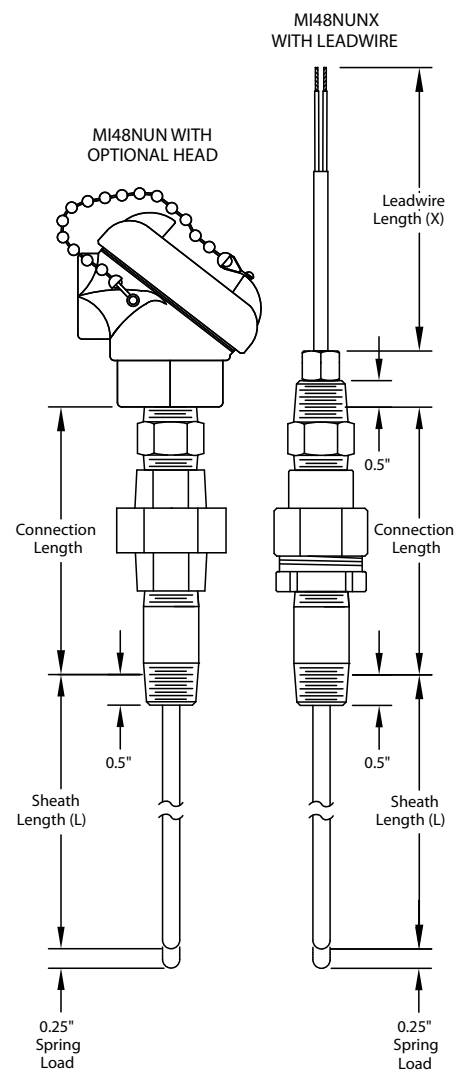 MI48NUNX
WITH LEADWIRE
MI48NUN WITH
OPTIONAL HEAD
Leadwire
Length (X)
0.5"
Connection
Length
Connection
Length
0.5"
0.5"
Sheath
Length (L)
Sheath
Length (L)
0.25"
Spring
Load
0.25"
Spring
Load